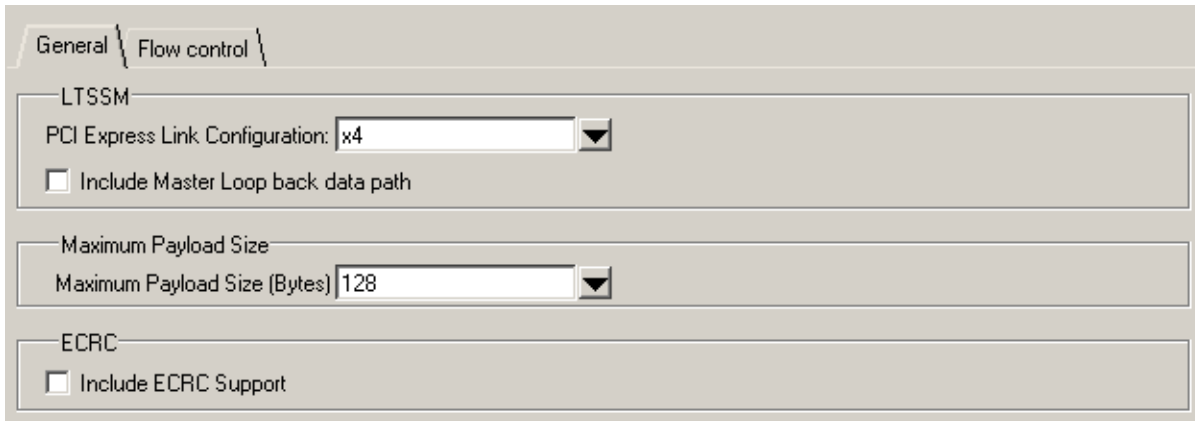 General Flow control
LTSSM
PCI Express Link Configuration: x4
Include Master Loop back data path
Maximum Payload Size
Maximum Payload Size (Bytes) 128
ECRC
Include ECRC Support